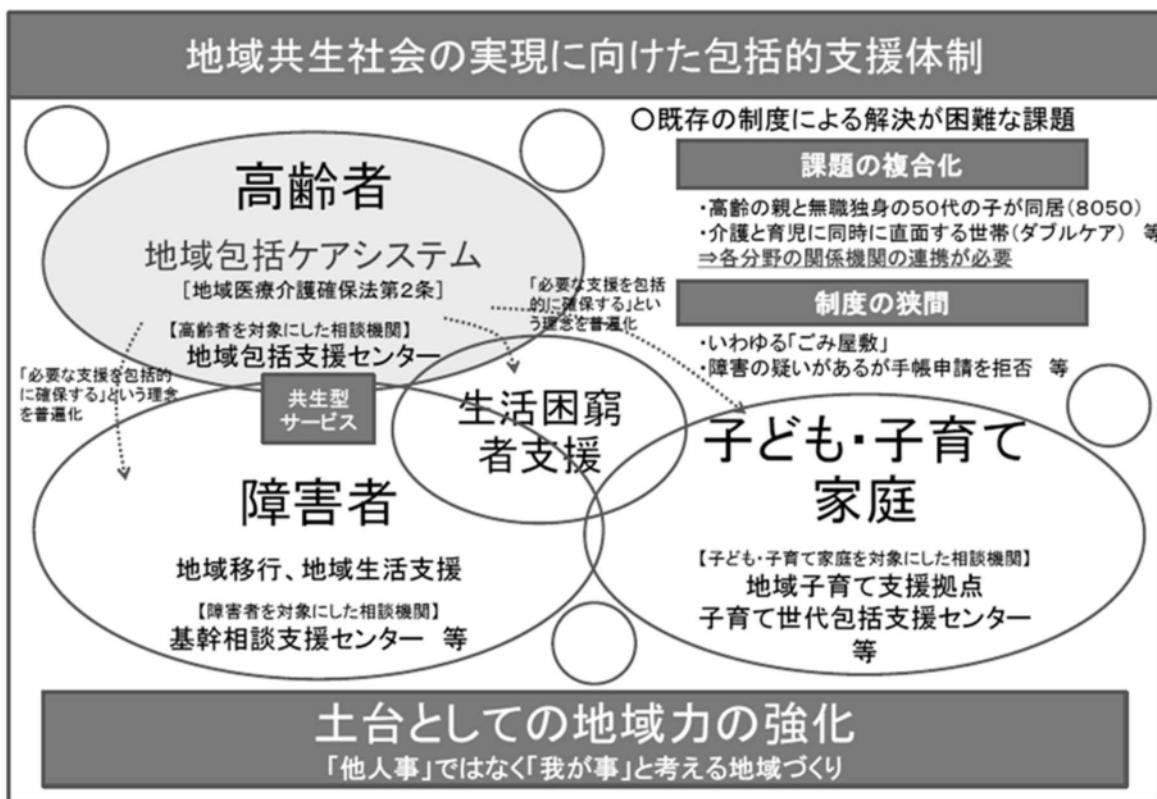 地域共生社会の実現に向けた包括的支援体制
高齢者
地域包括ケアシステム
[地域医療介護確保法第2条]
【高齢者を対象にした相談機関】
地域包括支援センター
「必要な支援を包括
的に確保する」とい
う理念を普遍化
「必要な支援を包括的
に確保する」という理念
を普遍化
共生型
サービス
生活困窮
者支援
障害者
地域移行、地域生活支援
【障害者を対象にした相談機関】
基幹相談支援センター 等
〇既存の制度による解決が困難な課題
課題の複合化
・高齢の親と無職独身の50代の子が同居(8050)
・介護と育児に同時に直面する世帯(ダブルケア) 等
⇒各分野の関係機関の連携が必要
制度の狭間
・いわゆる「ごみ屋敷」
・障害の疑いがあるが手帳申請を拒否 等
子ども・子育て
家庭
【子ども・子育て家庭を対象にした相談機関】
地域子育て支援拠点
子育て世代包括支援センター
等
土台としての地域力の強化
「他人事」ではなく「我が事」と考える地域づくり